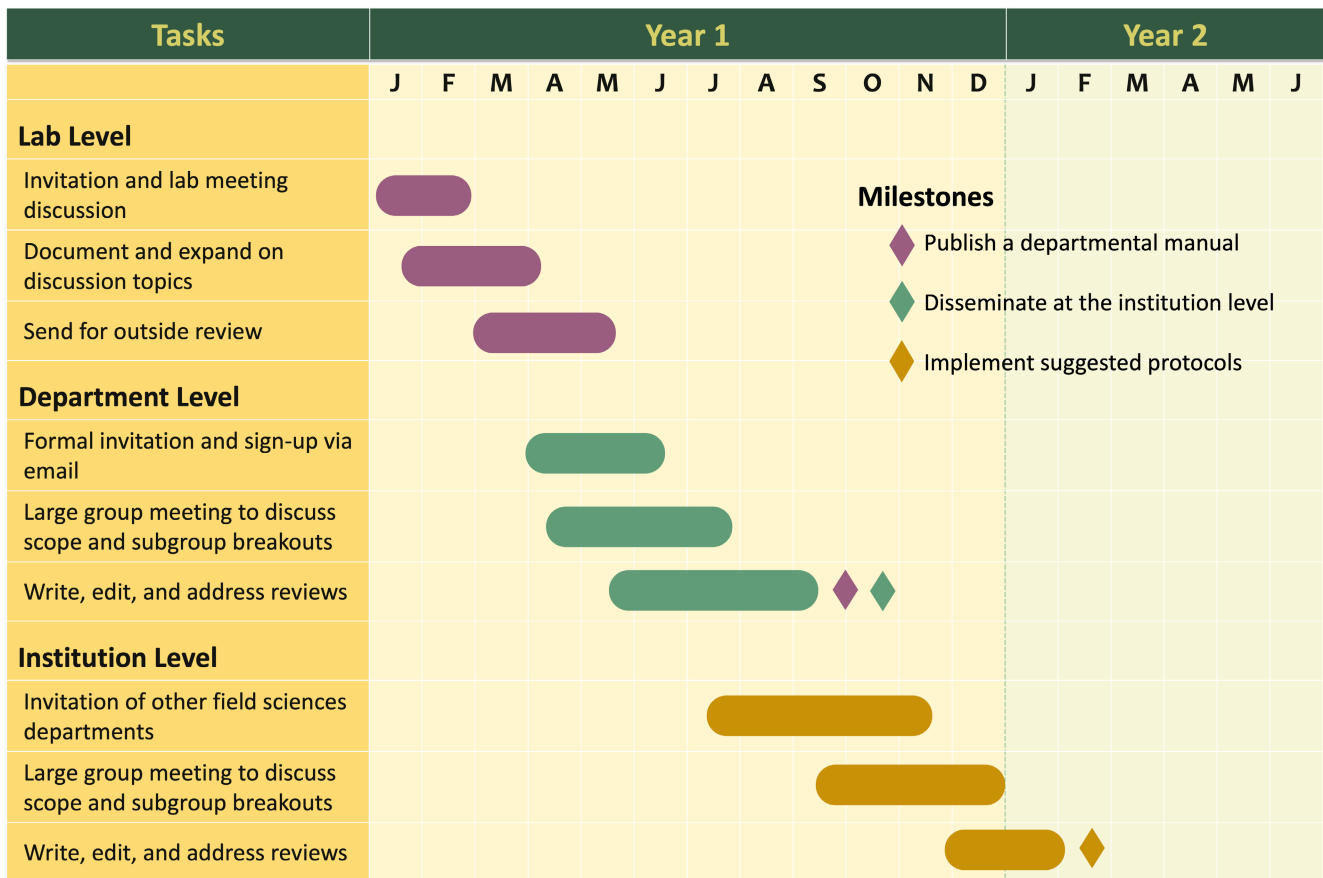 Tasks Year 1 Year 2
J F M A M J J A S O N D J F M A M J
Lab Level
Invitation and lab meeting
discussion
Document and expand on
discussion topics
Send for outside review
Milestones
Publish a departmental manual
Disseminate at the institution level
Implement suggested protocols
Department Level
Formal invitation and sign-up via
email
Large group meeting to discuss
scope and subgroup breakouts
Write, edit, and address reviews
Institution Level
Invitation of other field sciences
departments
Large group meeting to discuss
scope and subgroup breakouts
Write, edit, and address reviews